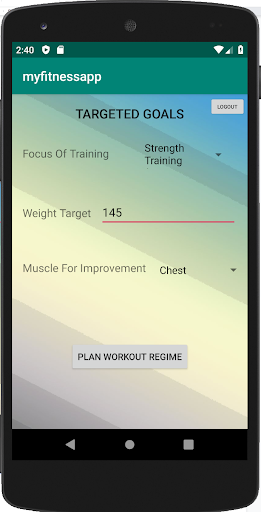 2:40
myfitnessapp
LOGOUT
TARGETED GOALS
Focus Of Training
Strength
Training
Weight Target
145
Muscle For Improvement
Chest
PLAN WORKOUT REGIME